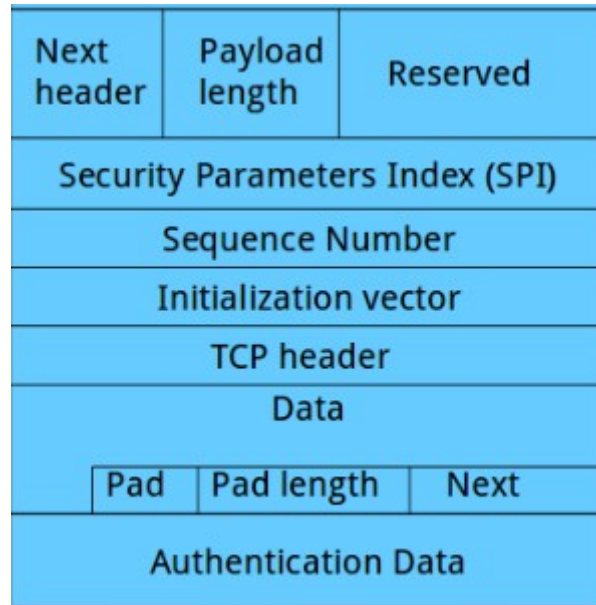 Next header
Payload length
Reserved
Security Parameters Index (SPI)
Sequence Number
Initialization vector
TCP header
Data
Pad
Pad length
Next
Authentication Data